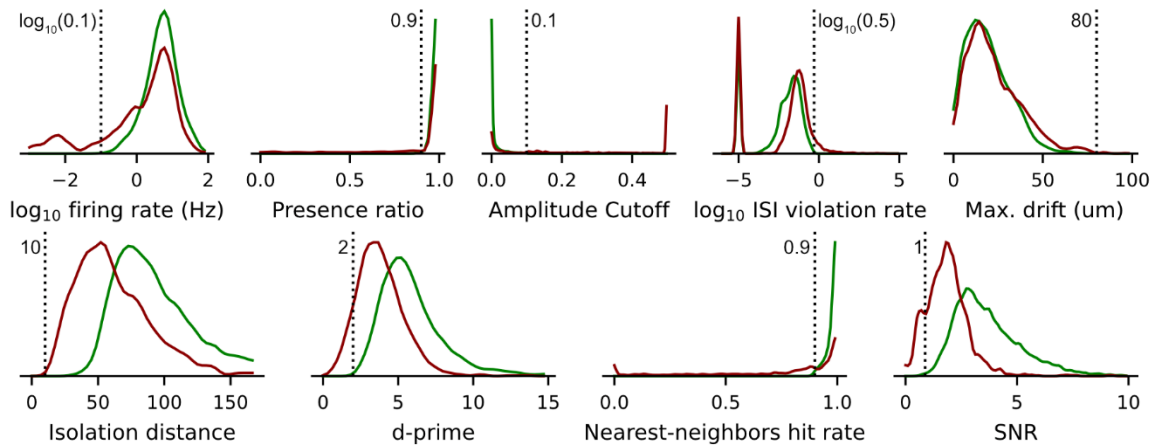 log₁₀(0.1) 0.9 0.1 log₁₀(0.5) 80
−2 0 2 0.0 0.5 1.0 0.0 0.2 0.4 −5 0 5 0 50 100
log₁₀ firing rate (Hz) Presence ratio Amplitude Cutoff log₁₀ ISI violation rate Max. drift (um)
10 2 0.9 1
0 50 100 150 0 5 10 15 0.0 0.5 1.0 0 5 10
Isolation distance d-prime Nearest-neighbors hit rate SNR